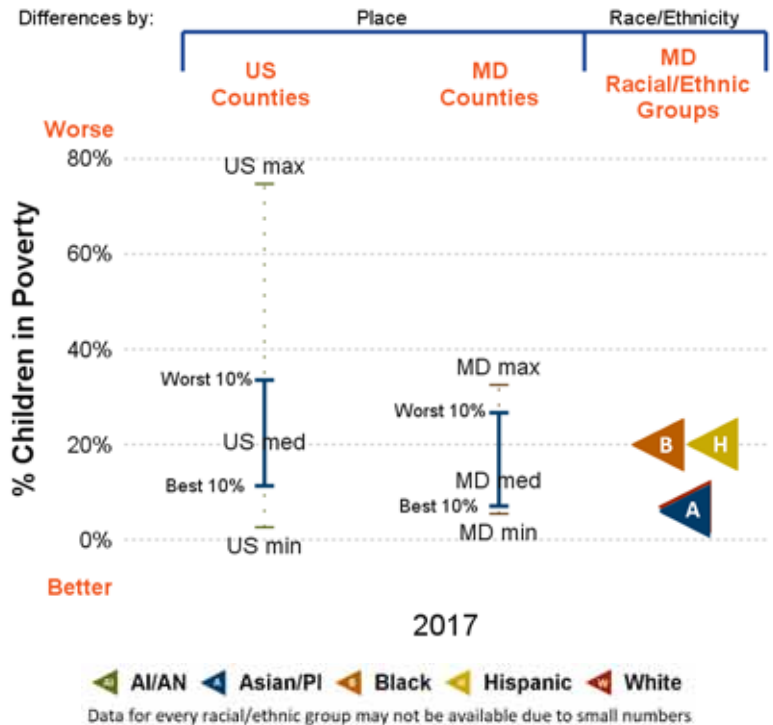 Differences by: Place Race/Ethnicity
US Counties
MD Counties
MD Racial/Ethnic Groups
Worse
% Children in Poverty
80%
60%
40%
20%
0%
US max
Worst 10%
US med
Best 10%
US min
MD max
Worst 10%
MD med
Best 10%
MD min
B H
A
Better
2017
AI/AN A Asian/PI B Black H Hispanic W White
Data for every racial/ethnic group may not be available due to small numbers